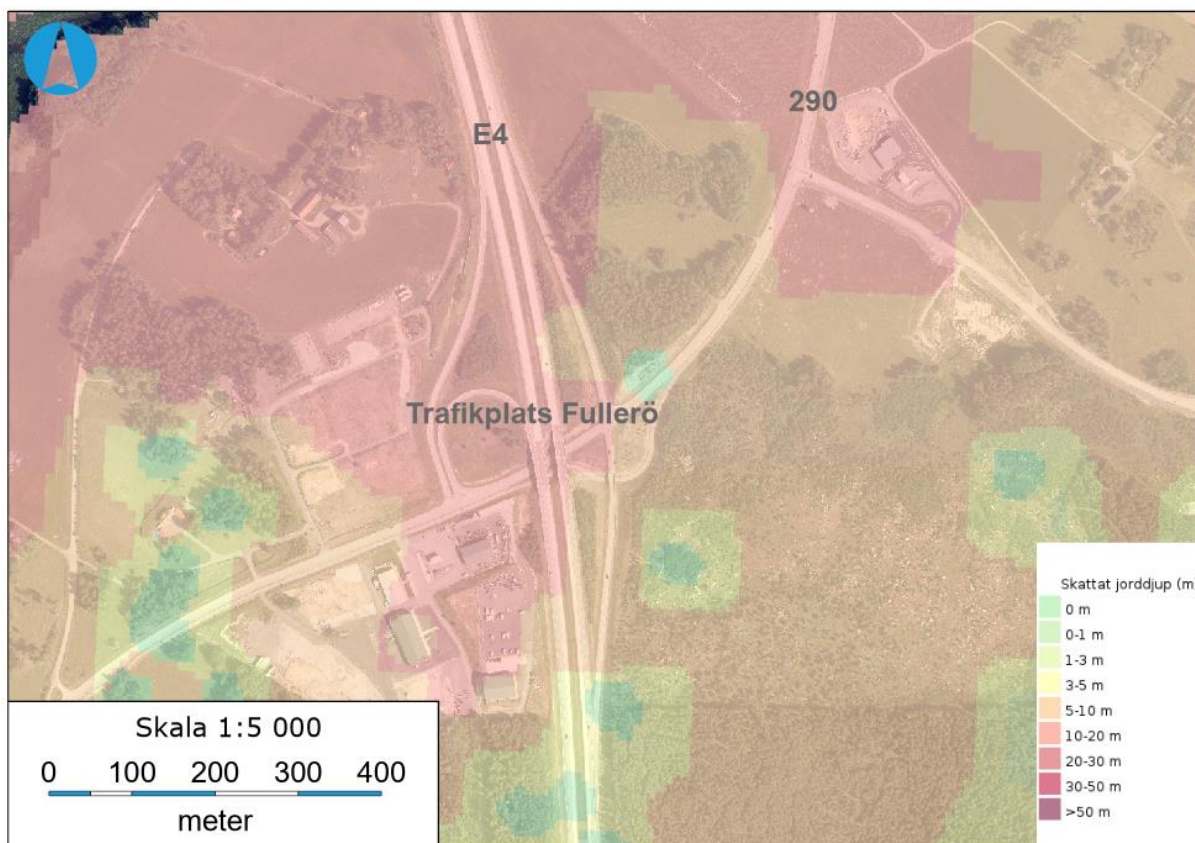 290
E4
Trafikplats Fullerö
Skattat jorddjup (m
0 m
0-1 m
1-3 m
3-5 m
5-10 m
10-20 m
20-30 m
30-50 m
>50 m
Skala 1:5 000
0 100 200 300 400
meter